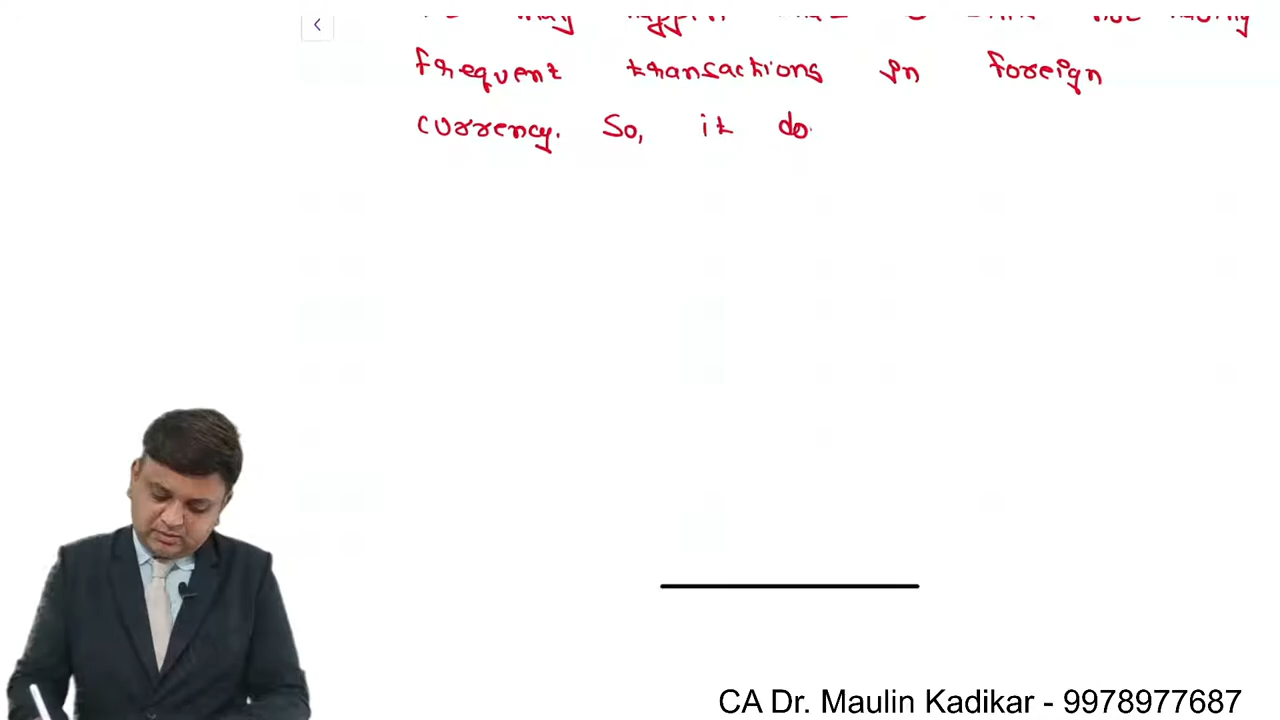 frequent transactions in foreign
currency. So, it do
CA Dr. Maulin Kadikar - 9978977687